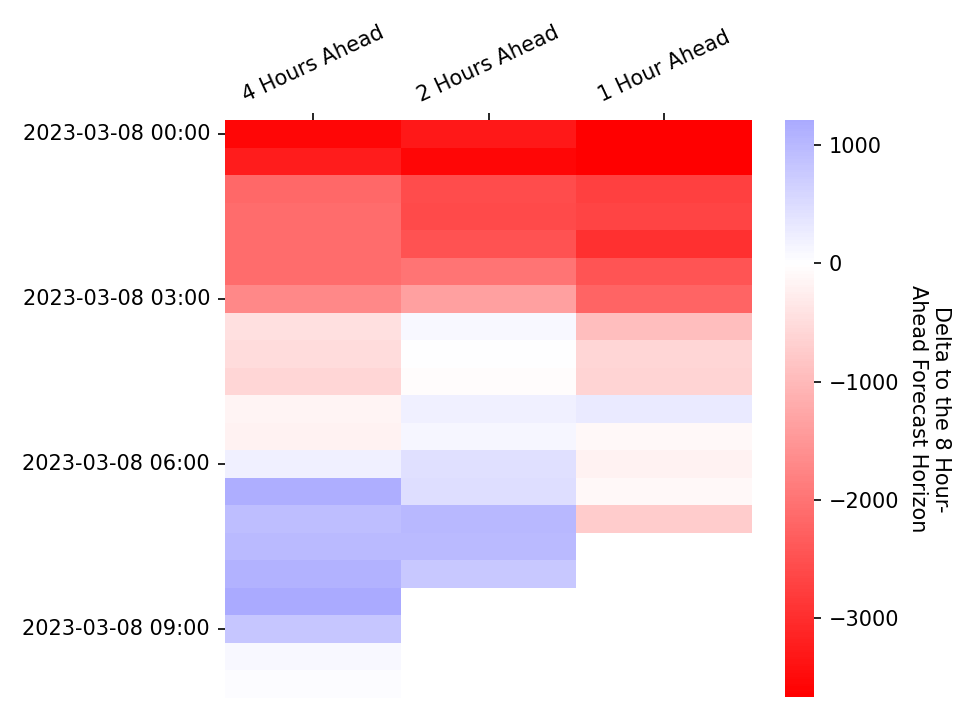 4 Hours Ahead
2 Hours Ahead
1 Hour Ahead
2023-03-08 00:00
2023-03-08 03:00
2023-03-08 06:00
2023-03-08 09:00
1000
0
−1000
−2000
−3000
Delta to the 8 Hour-
Ahead Forecast Horizon